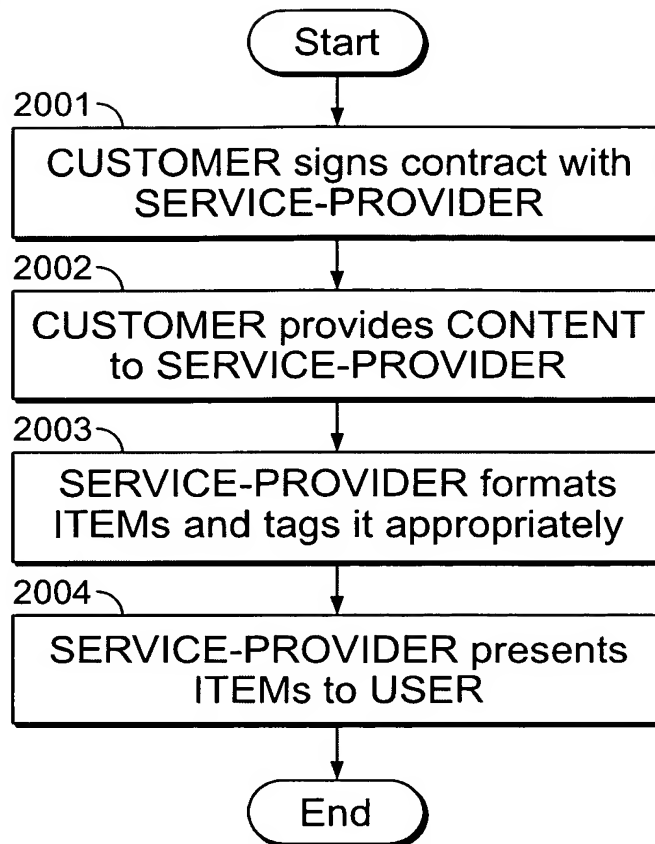 Start
2001
CUSTOMER signs contract with
SERVICE-PROVIDER
2002
CUSTOMER provides CONTENT
to SERVICE-PROVIDER
2003
SERVICE-PROVIDER formats
ITEMs and tags it appropriately
2004
SERVICE-PROVIDER presents
ITEMs to USER
End